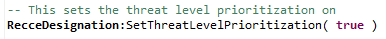 -- This sets the threat level prioritization on
RecceDesignation:SetThreatLevelPrioritization( true )